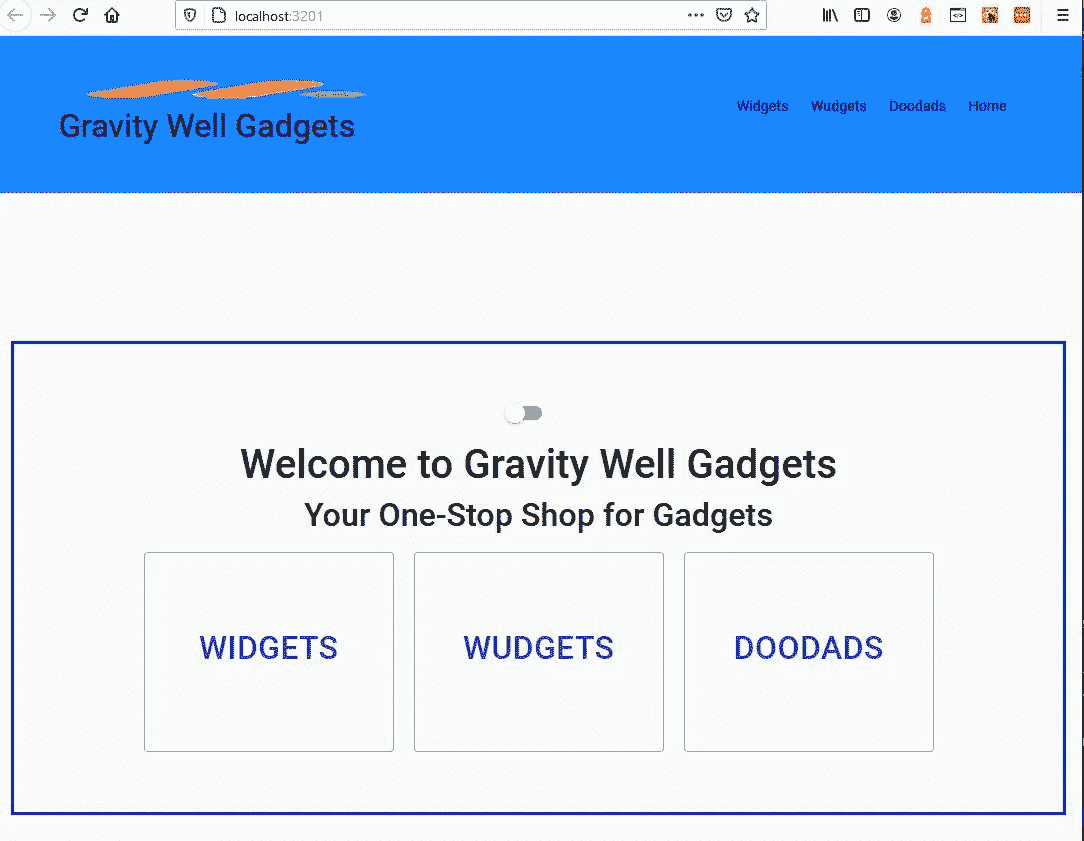 localhost:3201
Gravity Well Gadgets
Widgets Wudgets Doodads Home
Welcome to Gravity Well Gadgets
Your One-Stop Shop for Gadgets
WIDGETS WUDGETS DOODADS